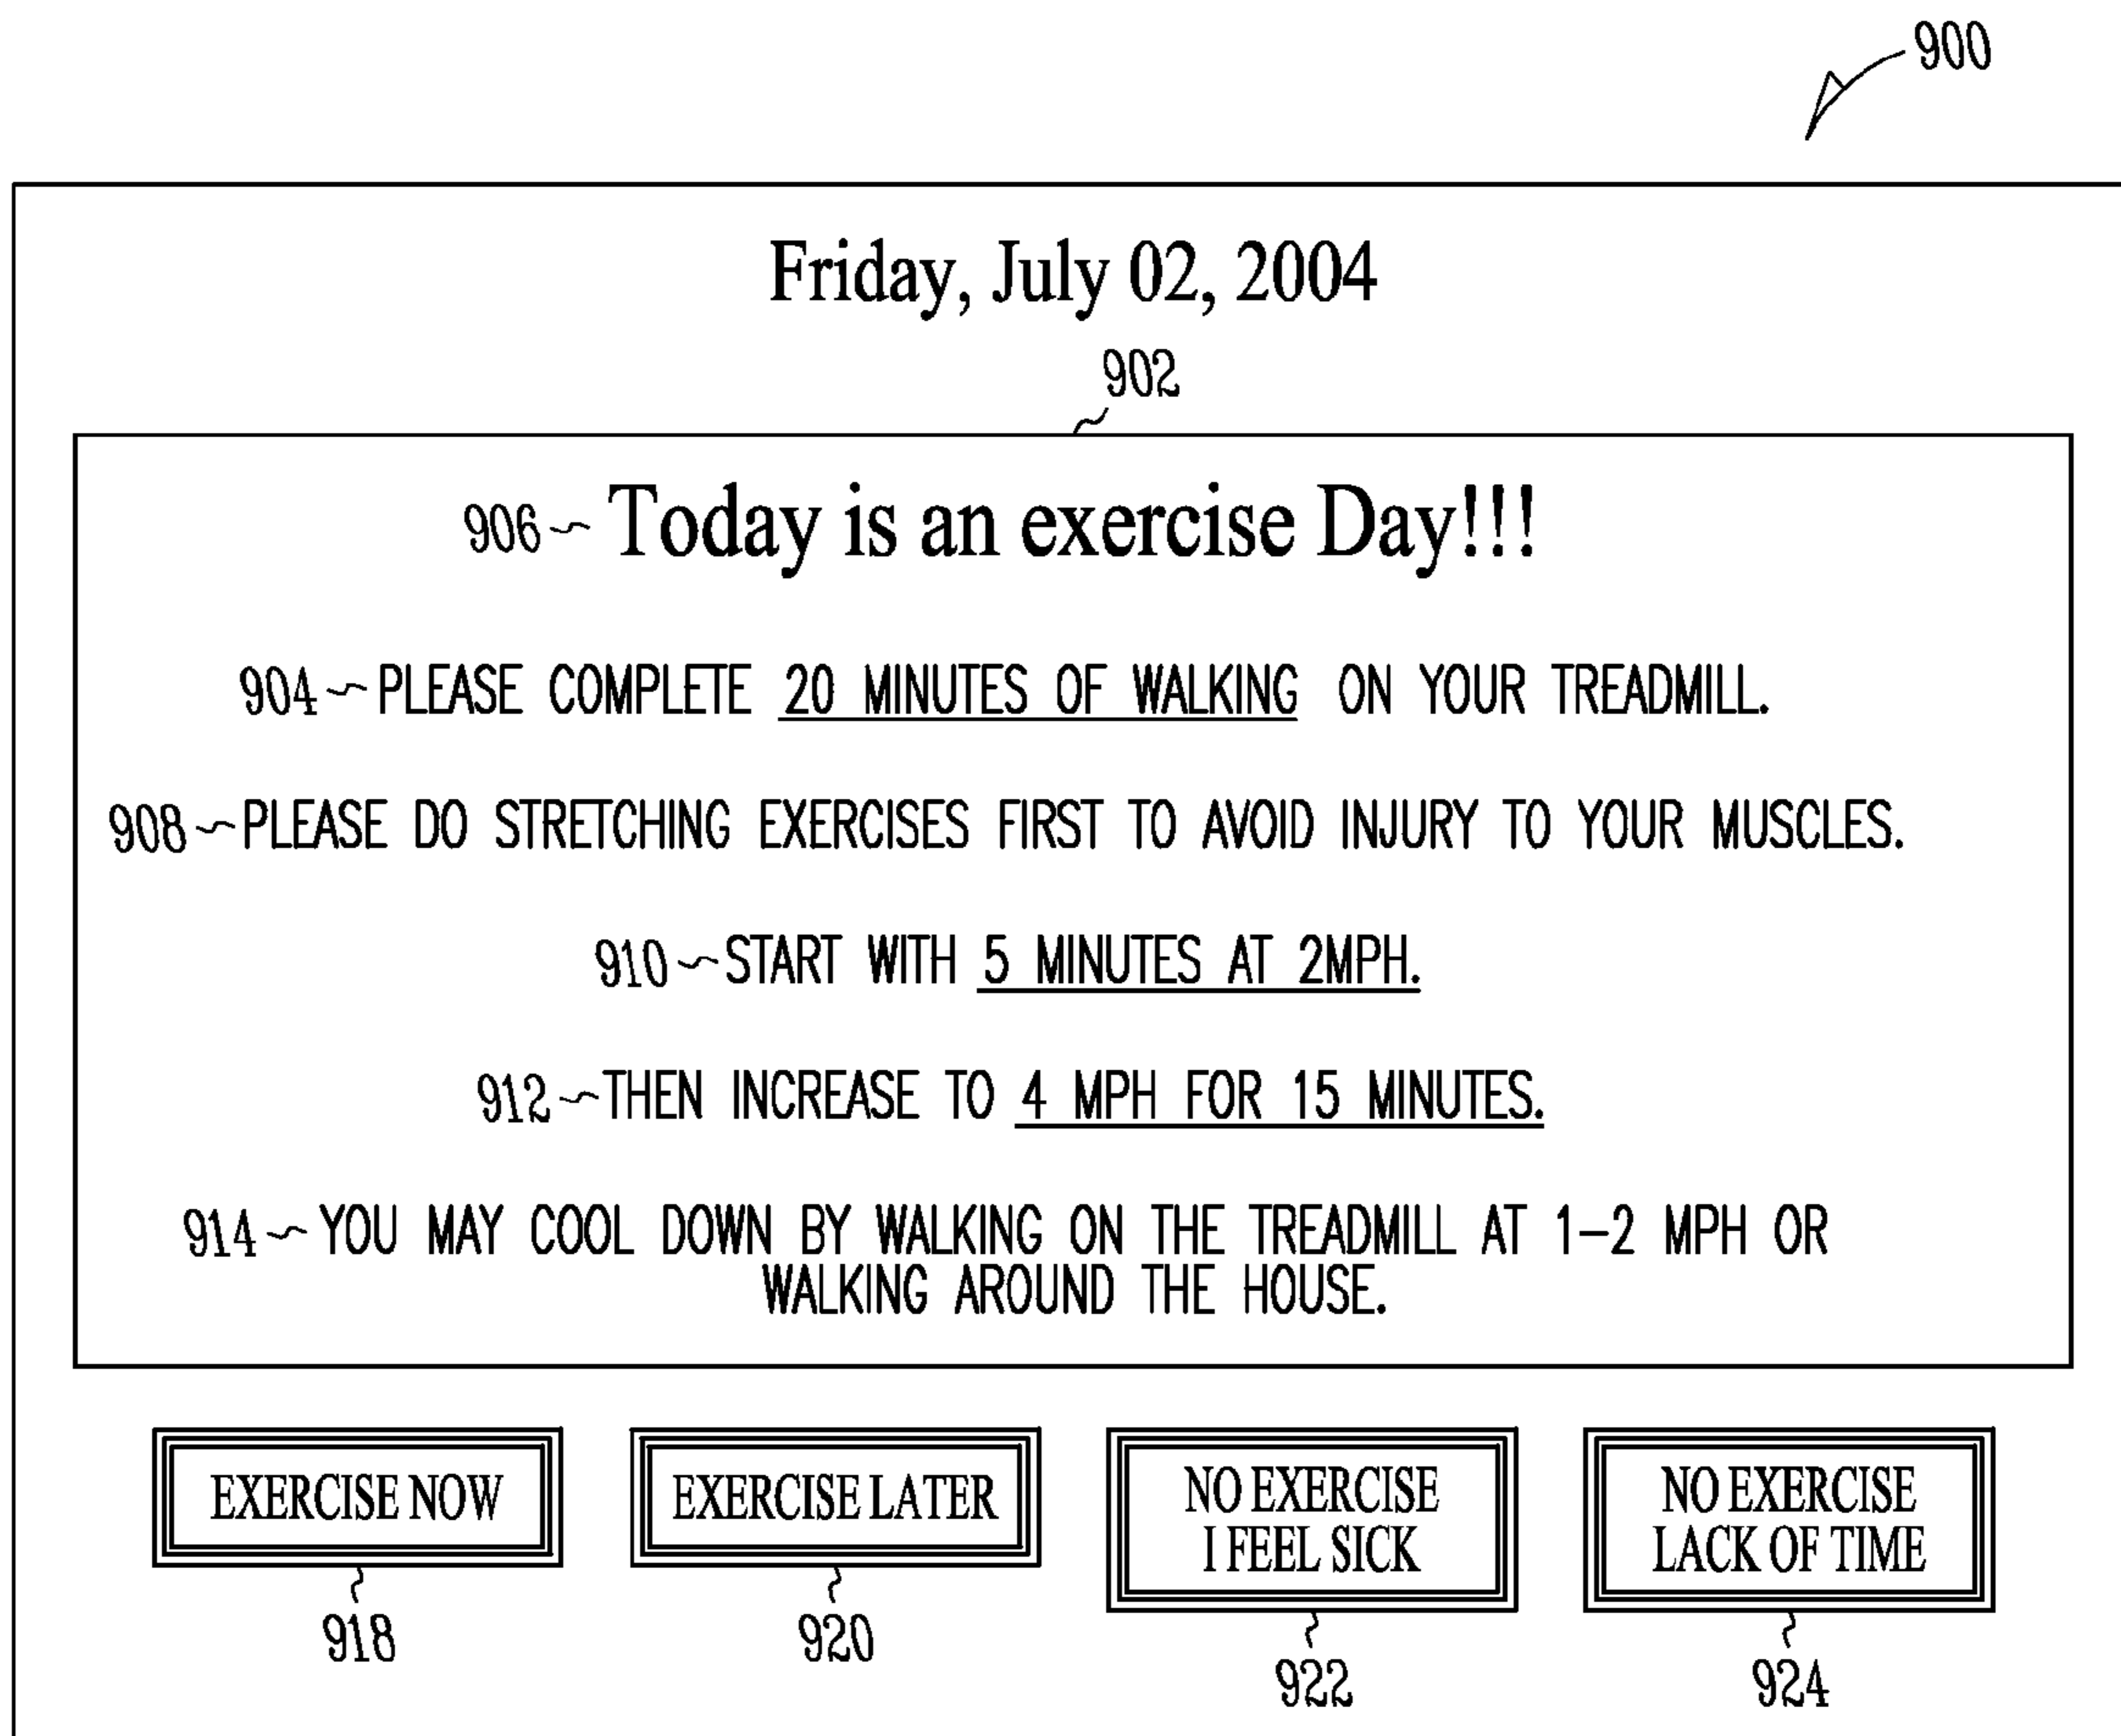 900
Friday, July 02, 2004
902
906 Today is an exercise Day!!!
904 PLEASE COMPLETE 20 MINUTES OF WALKING ON YOUR TREADMILL.
908 PLEASE DO STRETCHING EXERCISES FIRST TO AVOID INJURY TO YOUR MUSCLES.
910 START WITH 5 MINUTES AT 2MPH.
912 THEN INCREASE TO 4 MPH FOR 15 MINUTES.
914 YOU MAY COOL DOWN BY WALKING ON THE TREADMILL AT 1-2 MPH OR
WALKING AROUND THE HOUSE.
EXERCISE NOW
918
EXERCISE LATER
920
NO EXERCISE
I FEEL SICK
922
NO EXERCISE
LACK OF TIME
924